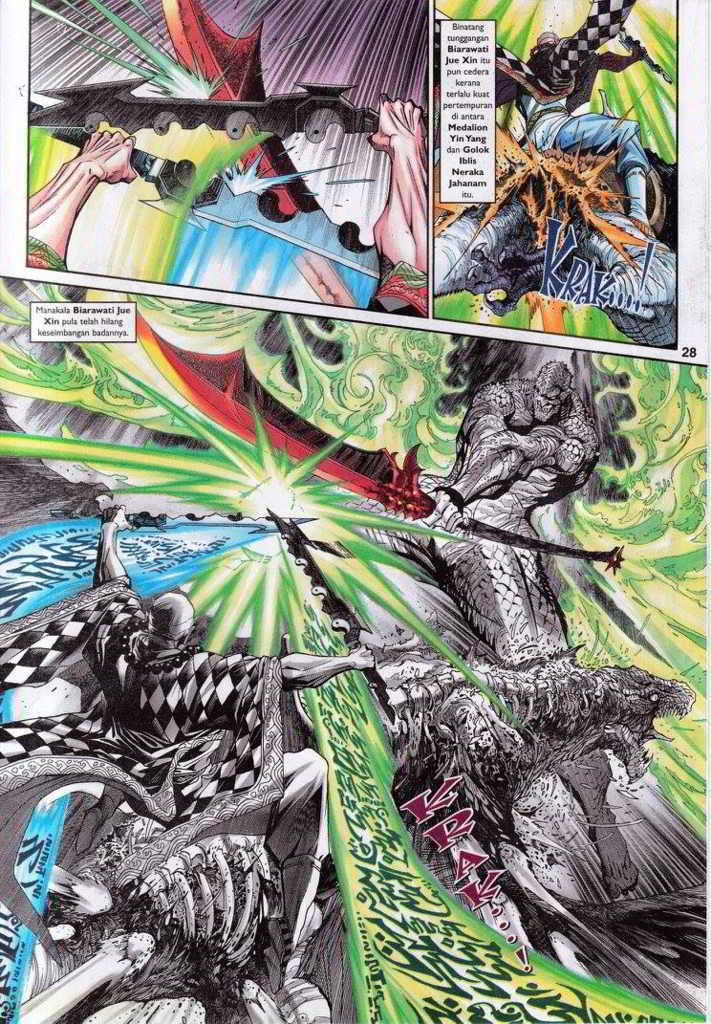 Binatang
tunggangan
Biarawati
Jue Xin itu
pun cedera
kerana
terlalu kuat
pertempuran
di antara
Medalion
Yin Yang
dan Golok
Iblis
Neraka
Jahanam
itu.
KRAK....!
28
Manakala Biarawati Jue
Xin pula telah hilang
keseimbangan badannya.
KRAK....!